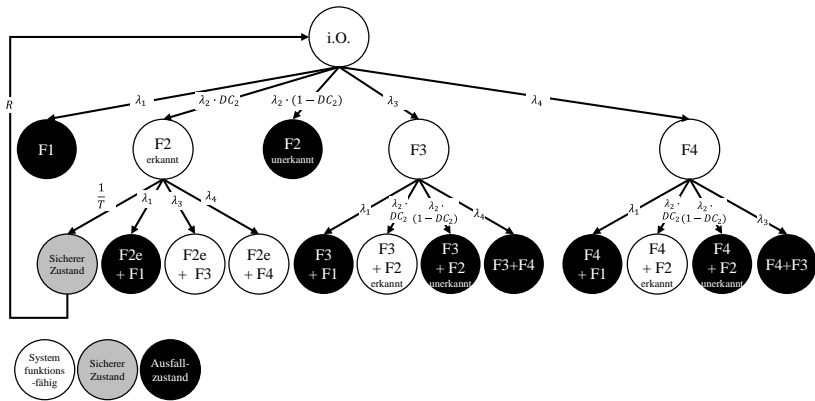 i.O.
R
λ₁
λ₂ · DC₂
λ₂ · (1−DC₂)
λ₃
λ₄
F1
F2
erkannt
F2
unerkannt
F3
F4
1/T
λ₁
λ₃
λ₄
λ₁
λ₂ ·
DC₂
λ₂ ·
(1−DC₂)
λ₄
λ₁
λ₂ ·
DC₂
λ₂ ·
(1−DC₂)
λ₃
Sicherer
Zustand
F2e
+ F1
F2e
+ F3
F2e
+ F4
F3
+ F1
F3
+ F2
erkannt
F3
+ F2
unerkannt
F3+F4
F4
+ F1
F4
+ F2
erkannt
F4
+ F2
unerkannt
F4+F3
System
funktions
-fähig
Sicherer
Zustand
Ausfall-
zustand